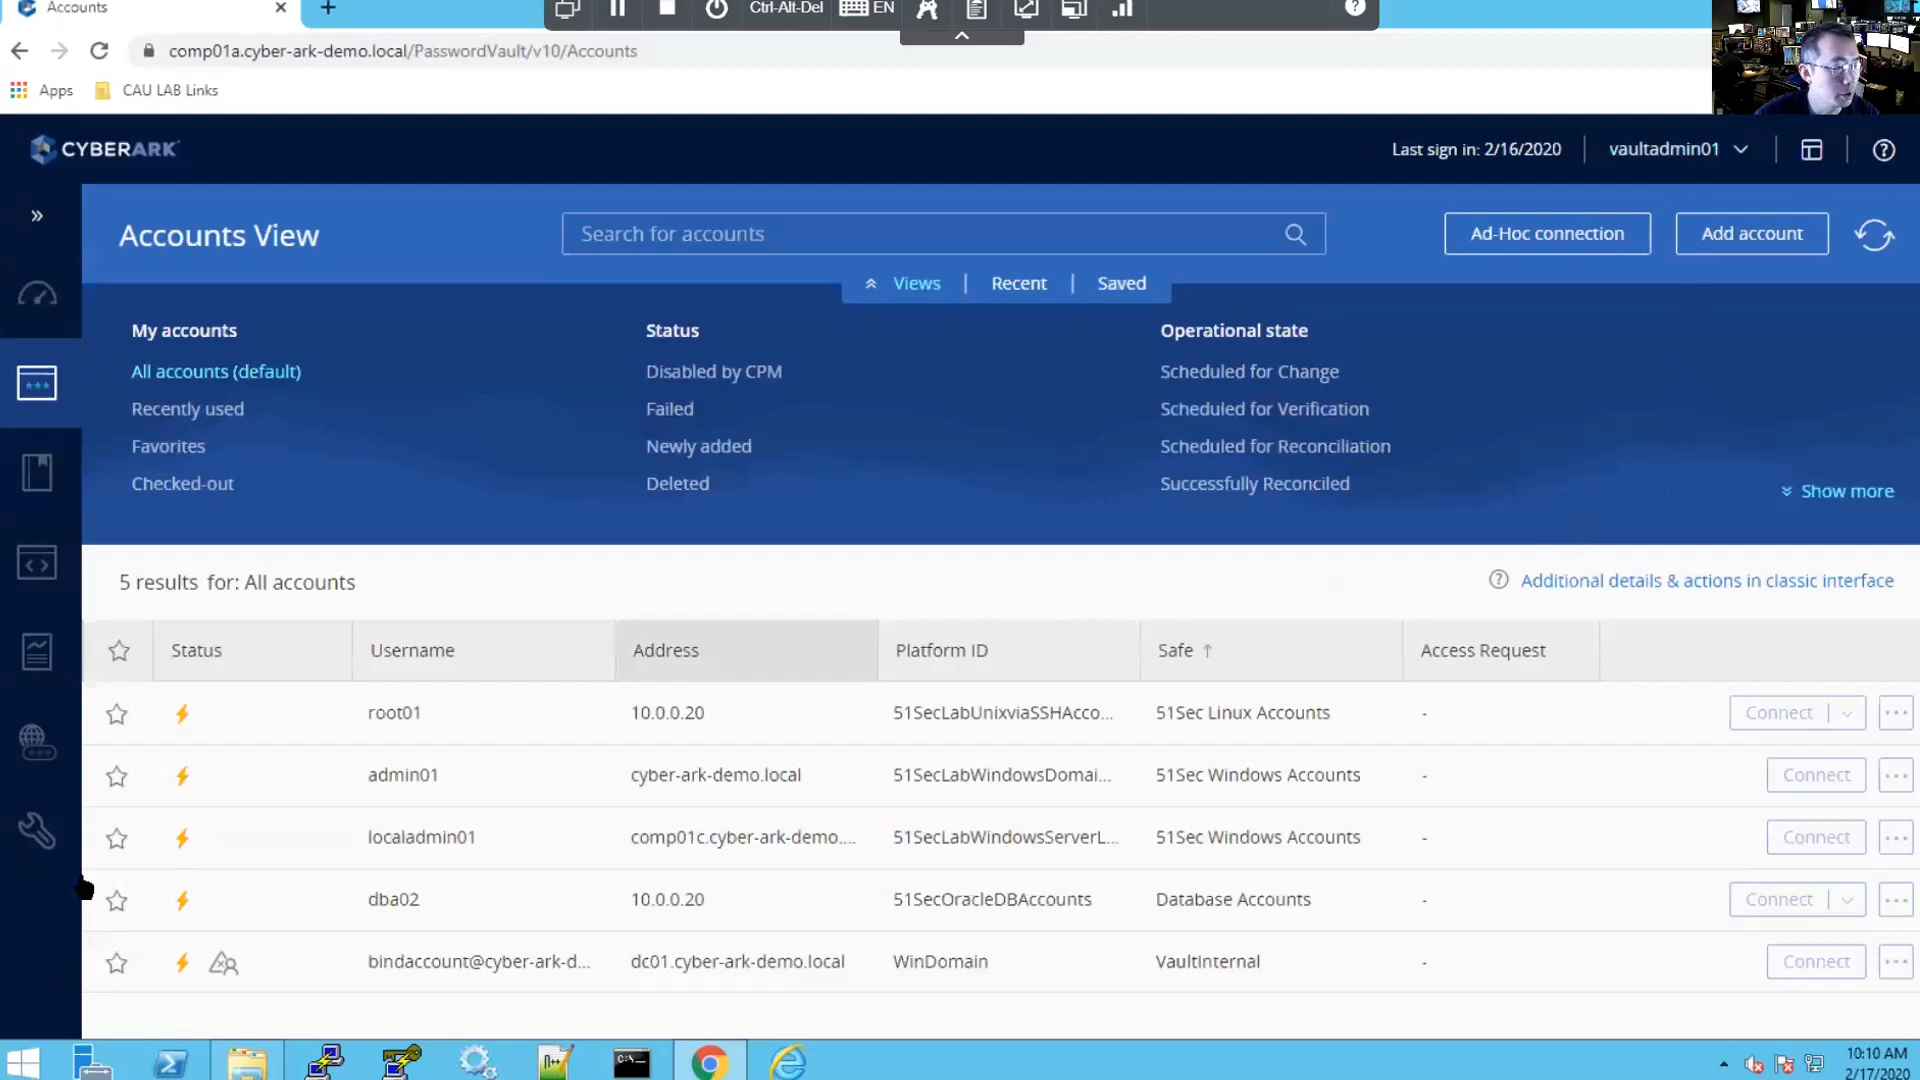 Accounts
Ctrl-Alt-Del
EN
comp01a.cyber-ark-demo.local/PasswordVault/v10/Accounts
Apps
CAU LAB Links
CYBERARK
Last sign in: 2/16/2020
vaultadmin01
Accounts View
Search for accounts
Ad-Hoc connection
Add account
Views
Recent
Saved
My accounts
Status
Operational state
All accounts (default)
Disabled by CPM
Scheduled for Change
Recently used
Failed
Scheduled for Verification
Favorites
Newly added
Scheduled for Reconciliation
Checked-out
Deleted
Successfully Reconciled
Show more
5 results for: All accounts
Additional details & actions in classic interface
Status Username Address Platform ID Safe Access Request
root01 10.0.0.20 51SecLabUnixviaSSHAcco... 51Sec Linux Accounts - Connect
admin01 cyber-ark-demo.local 51SecLabWindowsDomai... 51Sec Windows Accounts - Connect
localadmin01 comp01c.cyber-ark-demo.... 51SecLabWindowsServerL... 51Sec Windows Accounts - Connect
dba02 10.0.0.20 51SecOracleDBAccounts Database Accounts - Connect
bindaccount@cyber-ark-d... dc01.cyber-ark-demo.local WinDomain VaultInternal - Connect
10:10 AM
2/17/2020